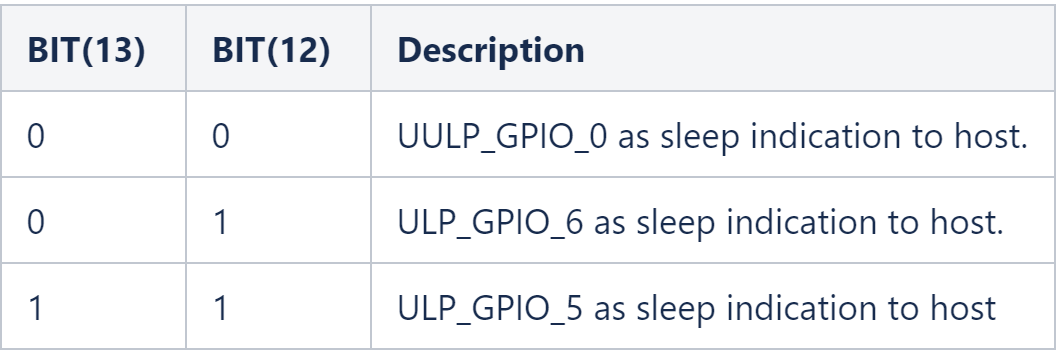 BIT(13) BIT(12) Description
0 0 UULP_GPIO_0 as sleep indication to host.
0 1 ULP_GPIO_6 as sleep indication to host.
1 1 ULP_GPIO_5 as sleep indication to host